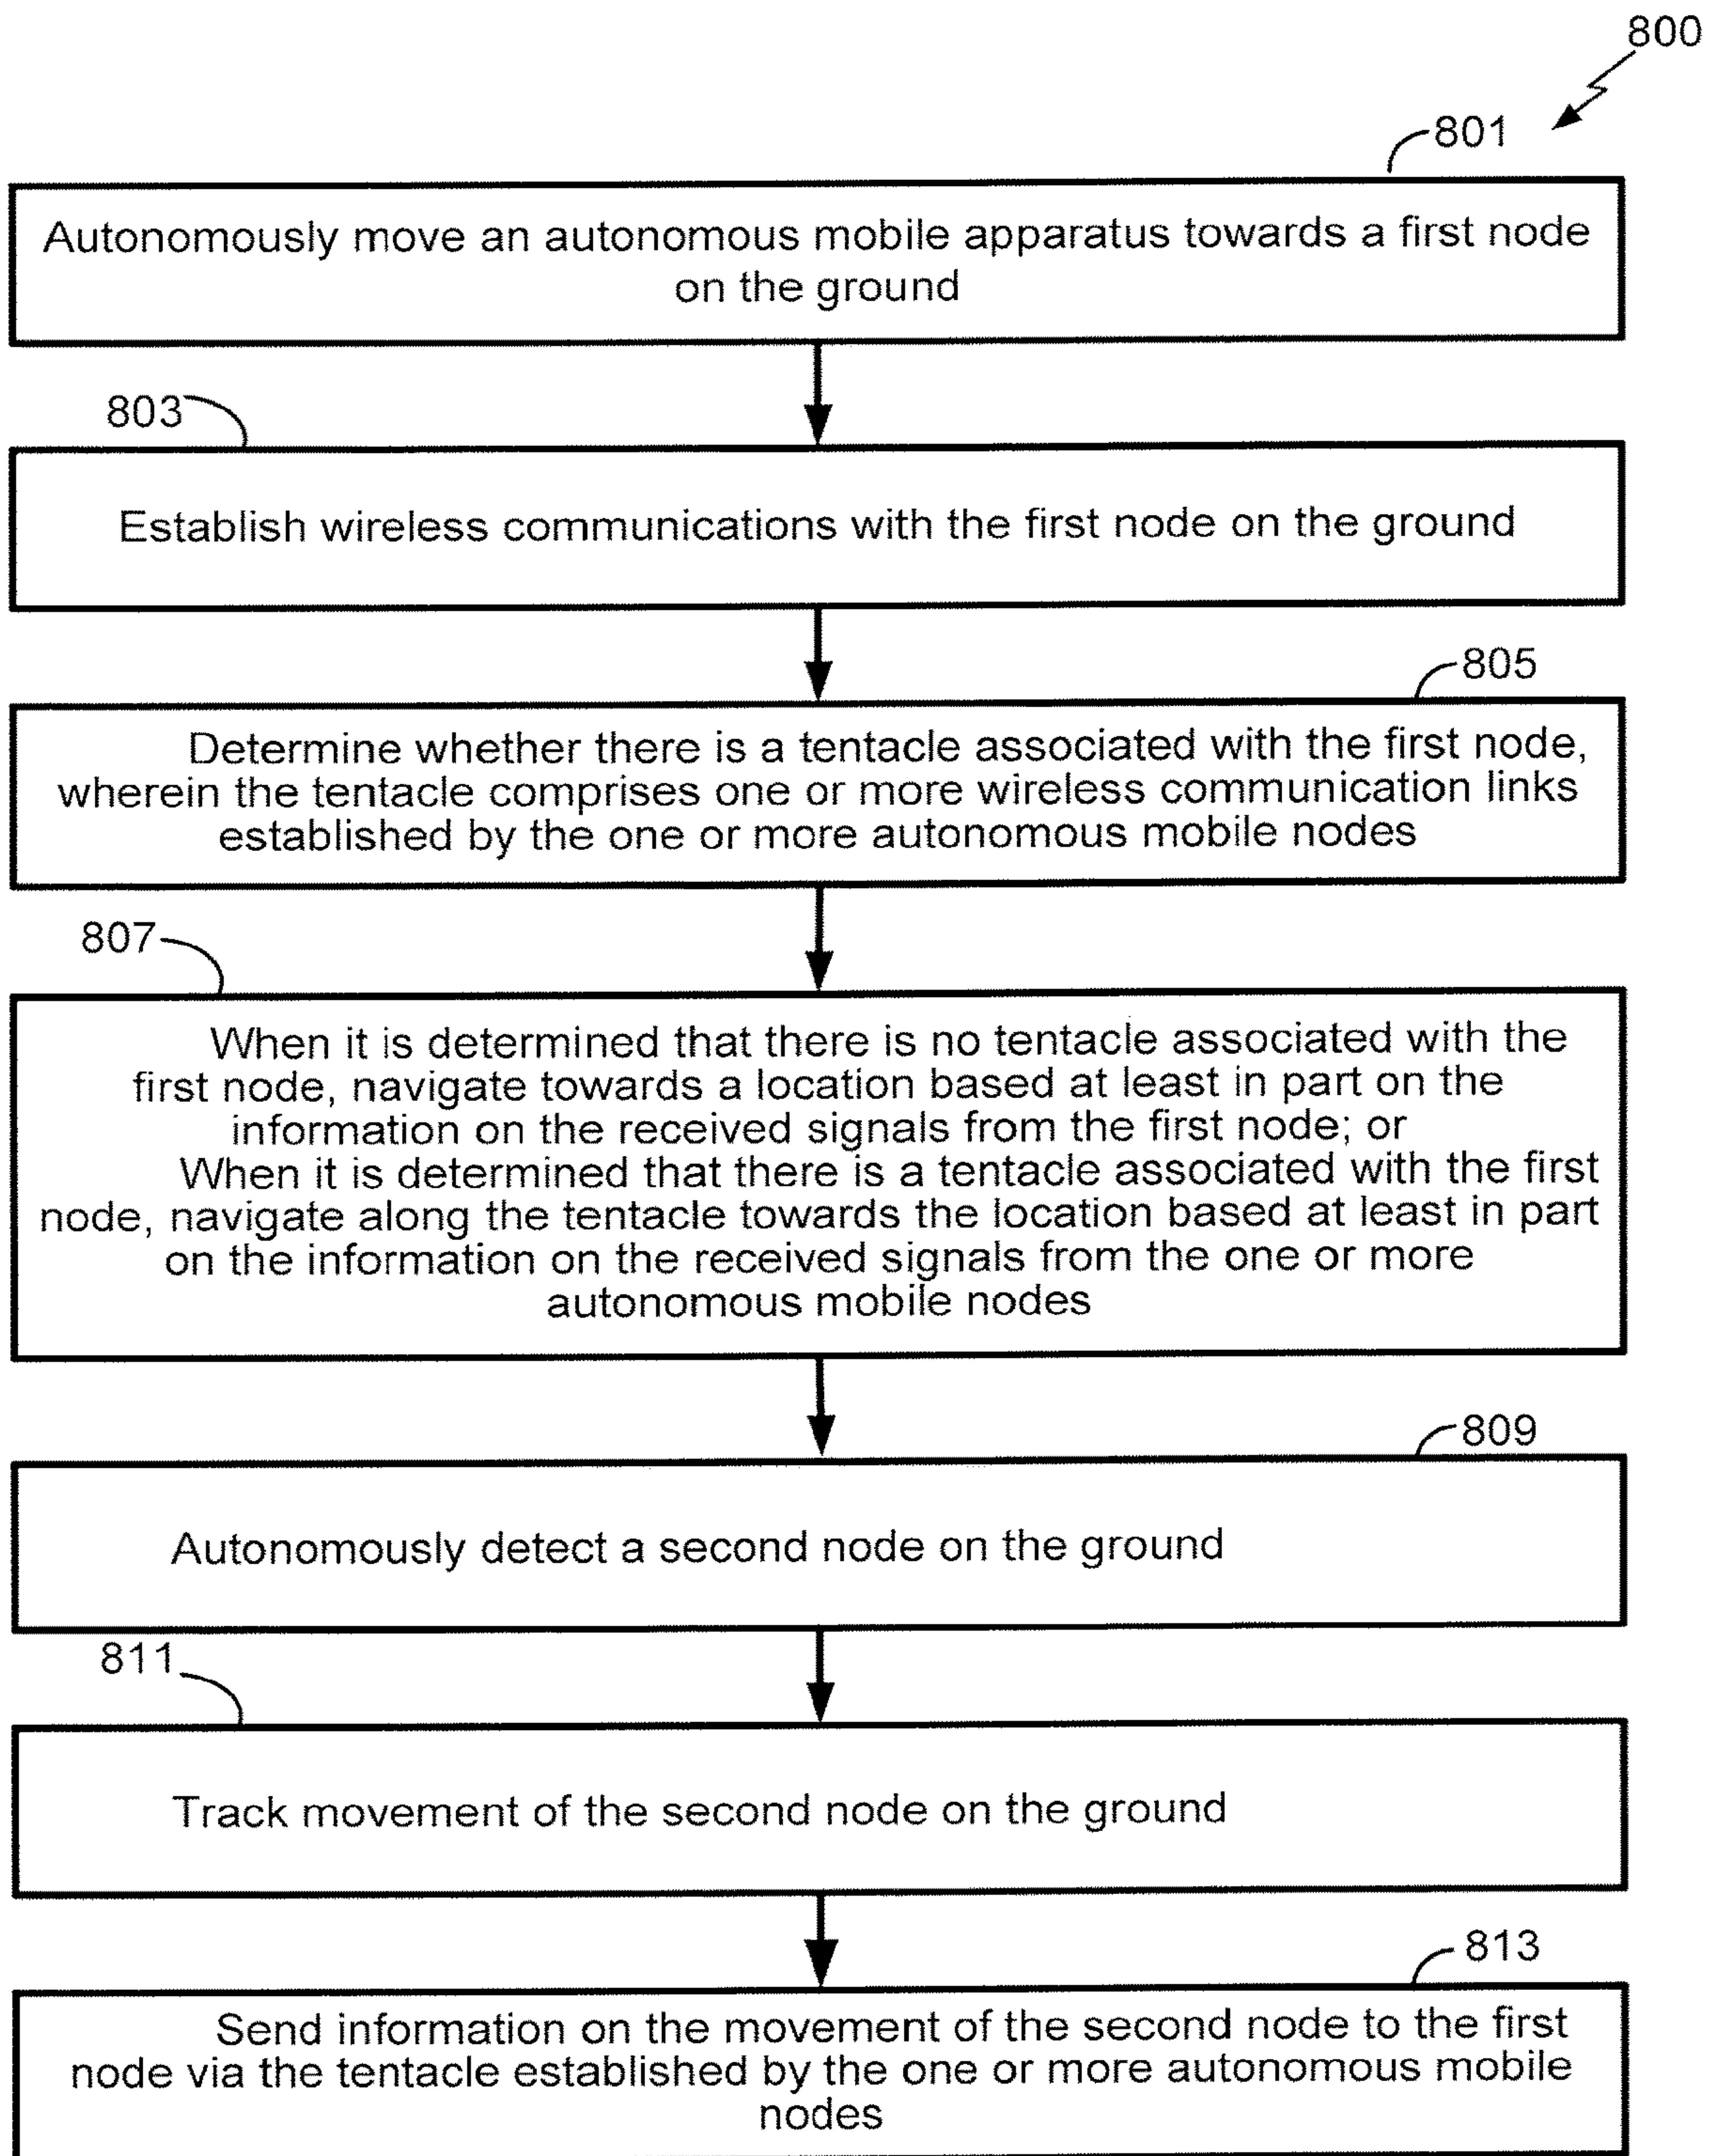 800
801
Autonomously move an autonomous mobile apparatus towards a first node
on the ground
803
Establish wireless communications with the first node on the ground
805
Determine whether there is a tentacle associated with the first node,
wherein the tentacle comprises one or more wireless communication links
established by the one or more autonomous mobile nodes
807
When it is determined that there is no tentacle associated with the
first node, navigate towards a location based at least in part on the
information on the received signals from the first node; or
When it is determined that there is a tentacle associated with the first
node, navigate along the tentacle towards the location based at least in part
on the information on the received signals from the one or more
autonomous mobile nodes
809
Autonomously detect a second node on the ground
811
Track movement of the second node on the ground
813
Send information on the movement of the second node to the first
node via the tentacle established by the one or more autonomous mobile
nodes